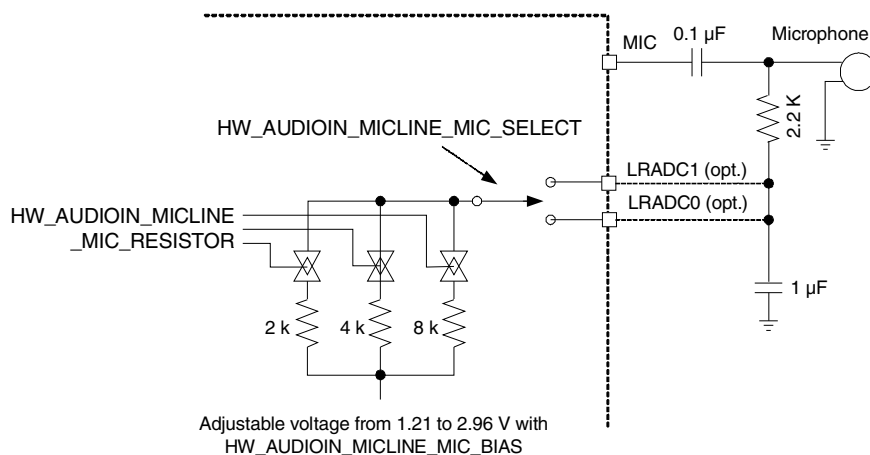 MIC
0.1 µF
Microphone
2.2 K
HW_AUDIOIN_MICLINE_MIC_SELECT
LRADC1 (opt.)
LRADC0 (opt.)
HW_AUDIOIN_MICLINE
_MIC_RESISTOR
1 µF
2 k
4 k
8 k
Adjustable voltage from 1.21 to 2.96 V with
HW_AUDIOIN_MICLINE_MIC_BIAS